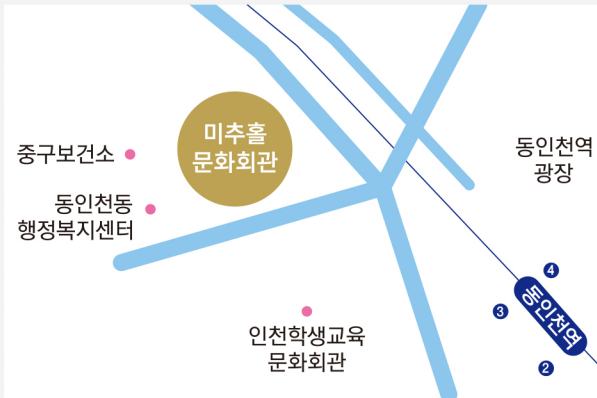 미추홀
문화회관
중구보건소
동인천동
행정복지센터
동인천역
광장
인천학생교육
문화회관
4
3
동인천역
2